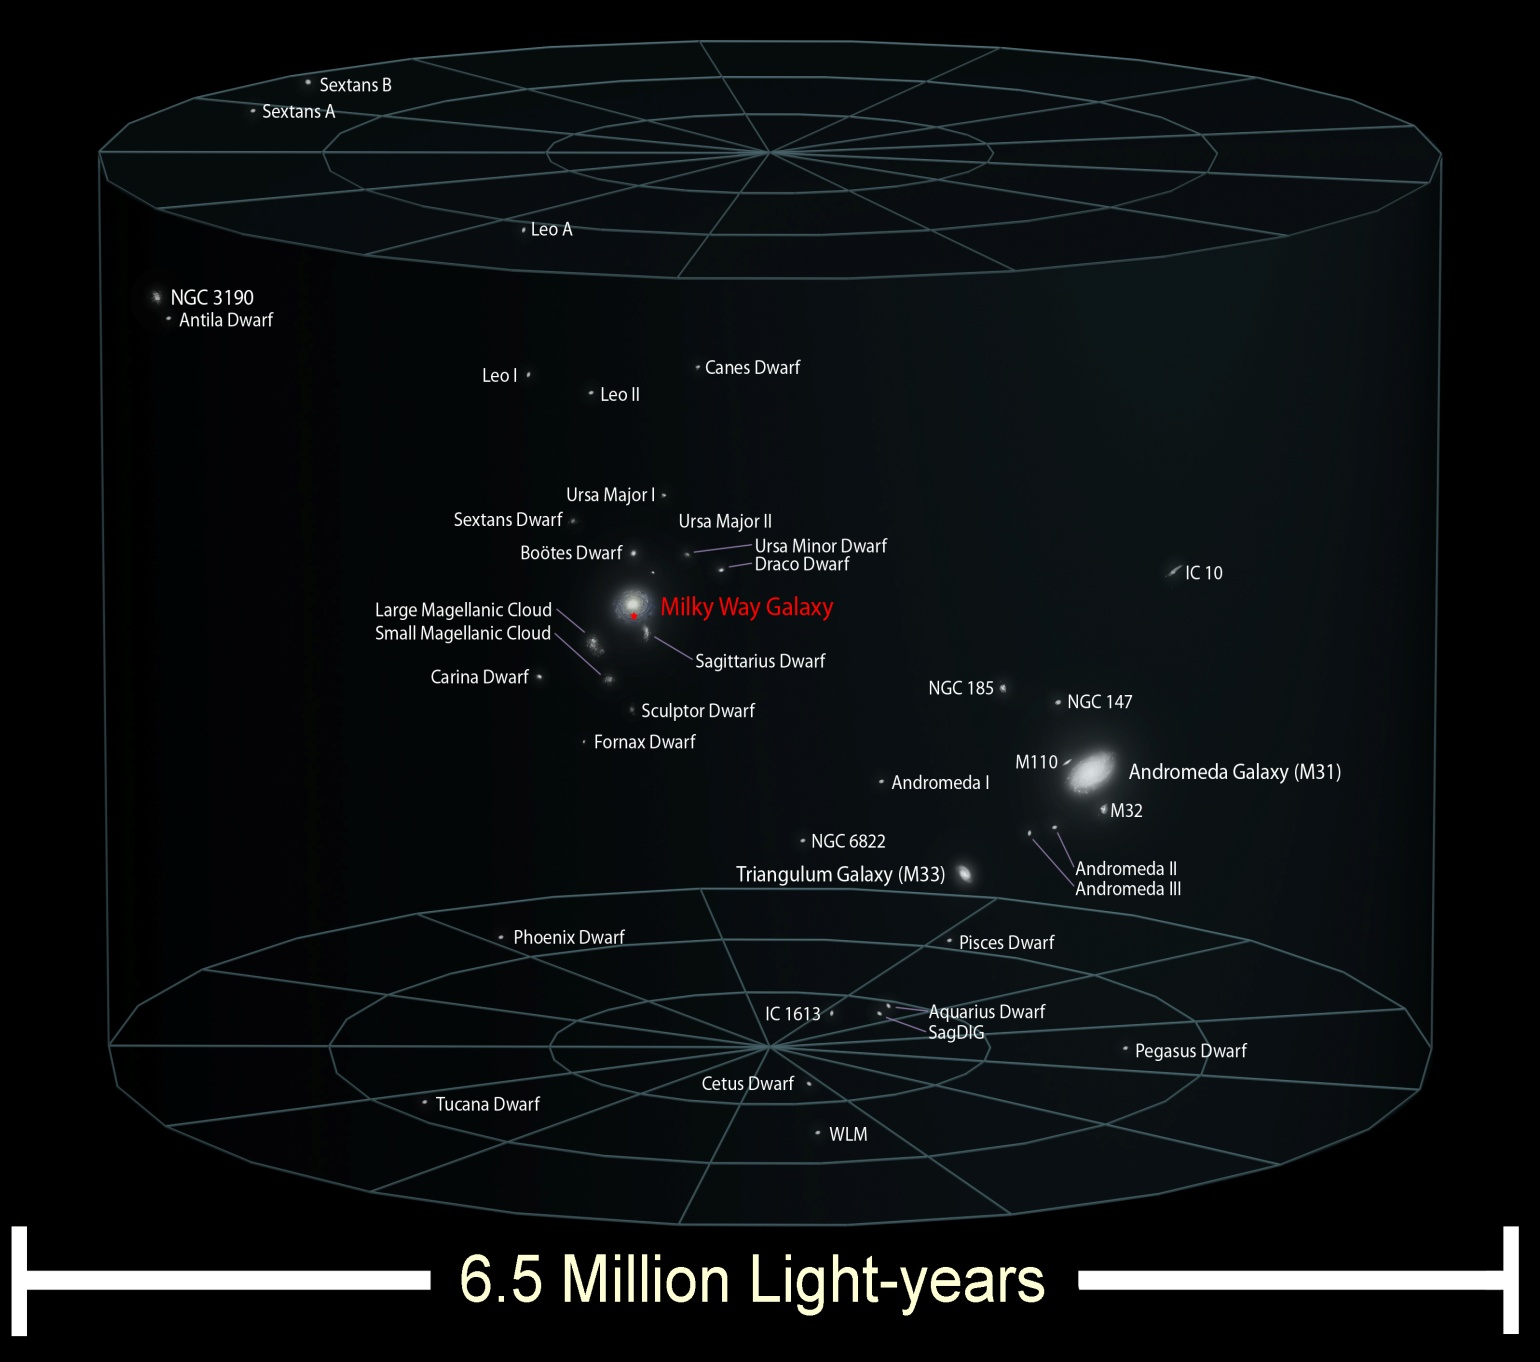 Sextans B
Sextans A
Leo A
NGC 3190
Antila Dwarf
Canes Dwarf
Leo I
Leo II
Ursa Major I
Sextans Dwarf
Ursa Major II
Ursa Minor Dwarf
Boötes Dwarf
Draco Dwarf
IC 10
Milky Way Galaxy
Large Magellanic Cloud
Small Magellanic Cloud
Sagittarius Dwarf
Carina Dwarf
NGC 185
NGC 147
Sculptor Dwarf
Fornax Dwarf
M110
Andromeda Galaxy (M31)
Andromeda I
M32
NGC 6822
Andromeda II
Triangulum Galaxy (M33)
Andromeda III
Phoenix Dwarf
Pisces Dwarf
IC 1613
Aquarius Dwarf
SagDIG
Pegasus Dwarf
Cetus Dwarf
Tucana Dwarf
WLM
6.5 Million Light-years